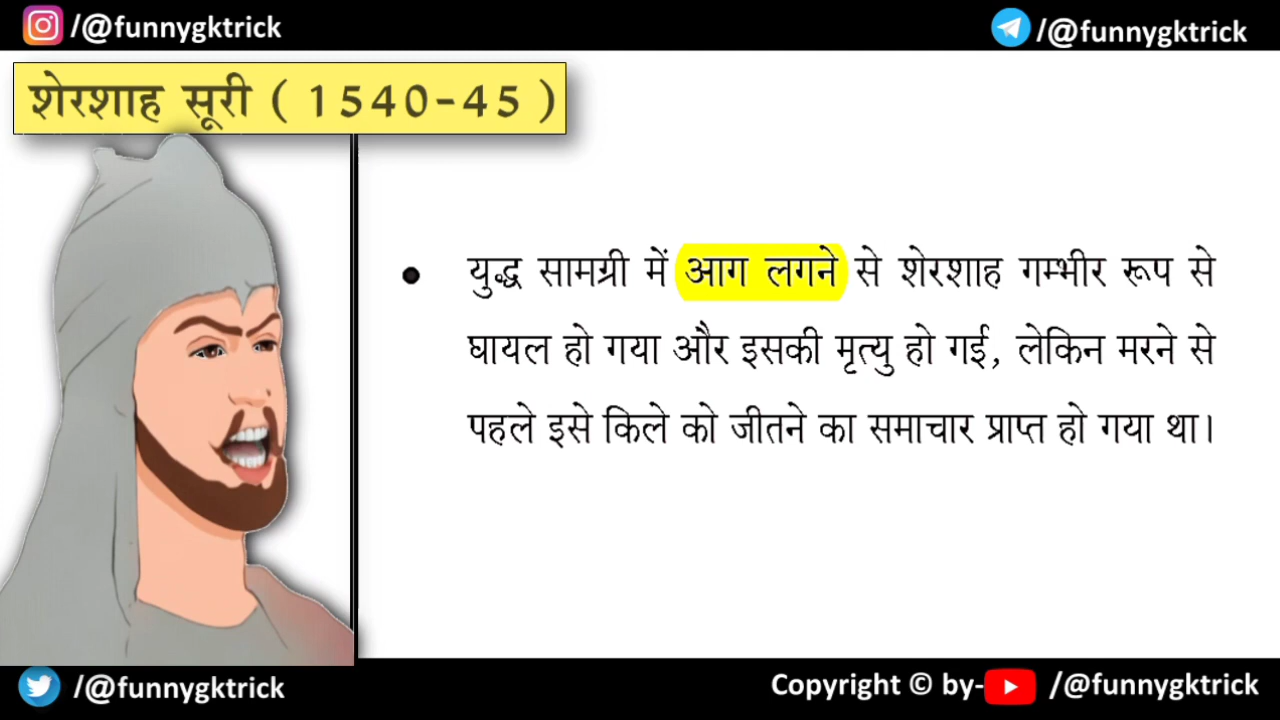 /@funnygktrick
/@funnygktrick
शेरशाह सूरी ( 1540-45 )
• युद्ध सामग्री में आग लगने से शेरशाह गम्भीर रूप से
घायल हो गया और इसकी मृत्यु हो गई, लेकिन मरने से
पहले इसे किले को जीतने का समाचार प्राप्त हो गया था।
/@funnygktrick
Copyright © by- /@funnygktrick